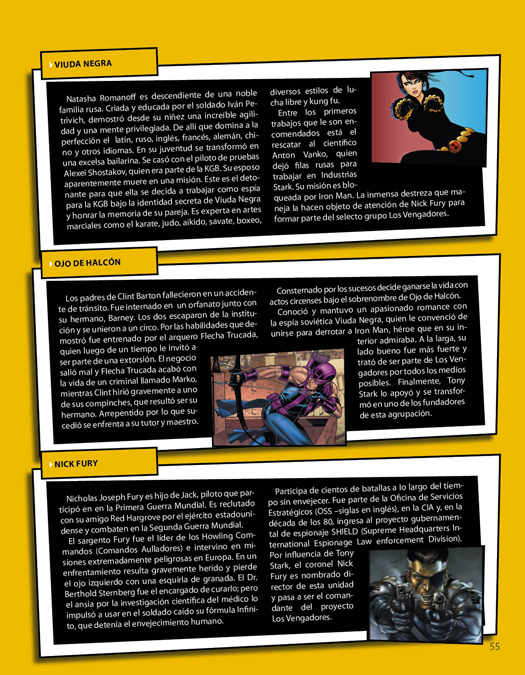 VIUDA NEGRA
Natasha Romanoff es descendiente de una noble
familia rusa. Criada y educada por el soldado Iván Pe-
trivich, demostró desde su niñez una increíble agili-
dad y una mente privilegiada. De allí que domina a la
perfección el latín, ruso, inglés, francés, alemán, chi-
no y otros idiomas. En su juventud se transformó en
una excelsa bailarina. Se casó con el piloto de pruebas
Alexei Shostakov, quien era parte de la KGB. Su esposo
aparentemente muere en una misión. Este es el deto-
nante para que ella se decida a trabajar como espía
para la KGB bajo la identidad secreta de Viuda Negra
y honrar la memoria de su pareja. Es experta en artes
marciales como el karate, judo, aikido, savate, boxeo,
diversos estilos de lu-
cha libre y kung fu.
Entre los primeros
trabajos que le son en-
comendados está el
rescatar al científico
Anton Vanko, quien
dejó filas rusas para
trabajar en Industrias
Stark. Su misión es blo-
queada por Iron Man. La inmensa destreza que ma-
neja la hacen objeto de atención de Nick Fury para
formar parte del selecto grupo Los Vengadores.
OJO DE HALCÓN
Los padres de Clint Barton fallecieron en un acciden-
te de tránsito. Fue internado en un orfanato junto con
su hermano, Barney. Los dos escaparon de la institu-
ción y se unieron a un circo. Por las habilidades que de-
mostró fue entrenado por el arquero Flecha Trucada,
quien luego de un tiempo le invitó a
ser parte de una extorsión. El negocio
salió mal y Flecha Trucada acabó con
la vida de un criminal llamado Marko,
mientras Clint hirió gravemente a uno
de sus compinches, que resultó ser su
hermano. Arrepentido por lo que su-
cedió se enfrenta a su tutor y maestro.
Consternado por los sucesos decide ganarse la vida con
actos circenses bajo el sobrenombre de Ojo de Halcón.
Conoció y mantuvo un apasionado romance con
la espía soviética Viuda Negra, quien le convenció de
unirse para derrotar a Iron Man, héroe que en su in-
terior admiraba. A la larga, su
lado bueno fue más fuerte y
trató de ser parte de Los Ven-
gadores por todos los medios
posibles. Finalmente, Tony
Stark lo apoyó y se transfor-
mó en uno de los fundadores
de esta agrupación.
NICK FURY
Nicholas Joseph Fury es hijo de Jack, piloto que par-
ticipó en en la Primera Guerra Mundial. Es reclutado
con su amigo Red Hargrove por el ejército estadouni-
dense y combaten en la Segunda Guerra Mundial.
El sargento Fury fue el líder de los Howling Com-
mandos (Comandos Aulladores) e intervino en mi-
siones extremadamente peligrosas en Europa. En un
enfrentamiento resulta gravemente herido y pierde
el ojo izquierdo con una esquirla de granada. El Dr.
Berthold Sternberg fue el encargado de curarlo; pero
el ansia por la investigación científica del médico lo
impulsó a usar en el soldado caído su fórmula Infini-
to, que detenía el envejecimiento humano.
Participa de cientos de batallas a lo largo del tiem-
po sin envejecer. Fue parte de la Oficina de Servicios
Estratégicos (OSS –siglas en inglés), en la CIA y, en la
década de los 80, ingresa al proyecto gubernamen-
tal de espionaje SHIELD (Supreme Headquarters In-
ternational Espionage Law enforcement Division).
Por influencia de Tony
Stark, el coronel Nick
Fury es nombrado di-
rector de esta unidad
y pasa a ser el coman-
dante del proyecto
Los Vengadores.
55